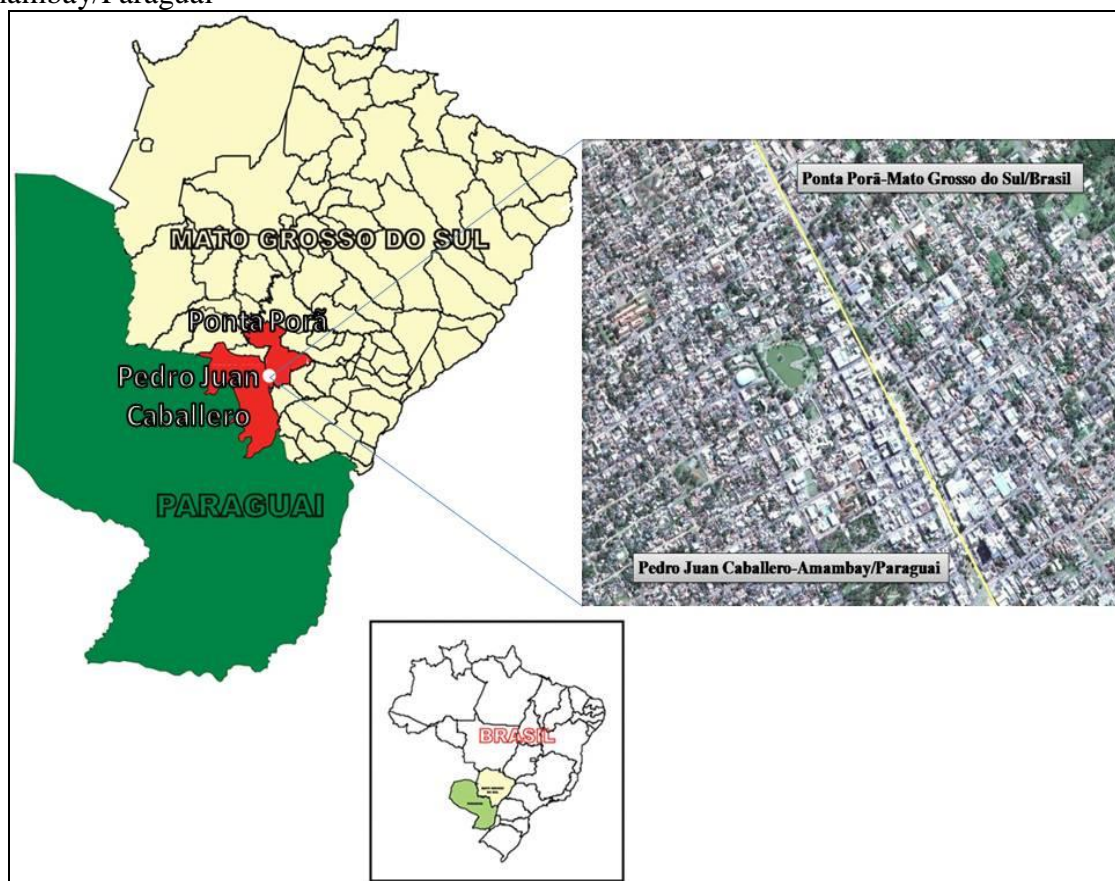 nambay/Paraguai
MATO GROSSO DO SUL
Ponta Porã
Pedro Juan
Caballero
PARAGUAI
Ponta Porã-Mato Grosso do Sul/Brasil
Pedro Juan Caballero-Amambay/Paraguai
BRASIL